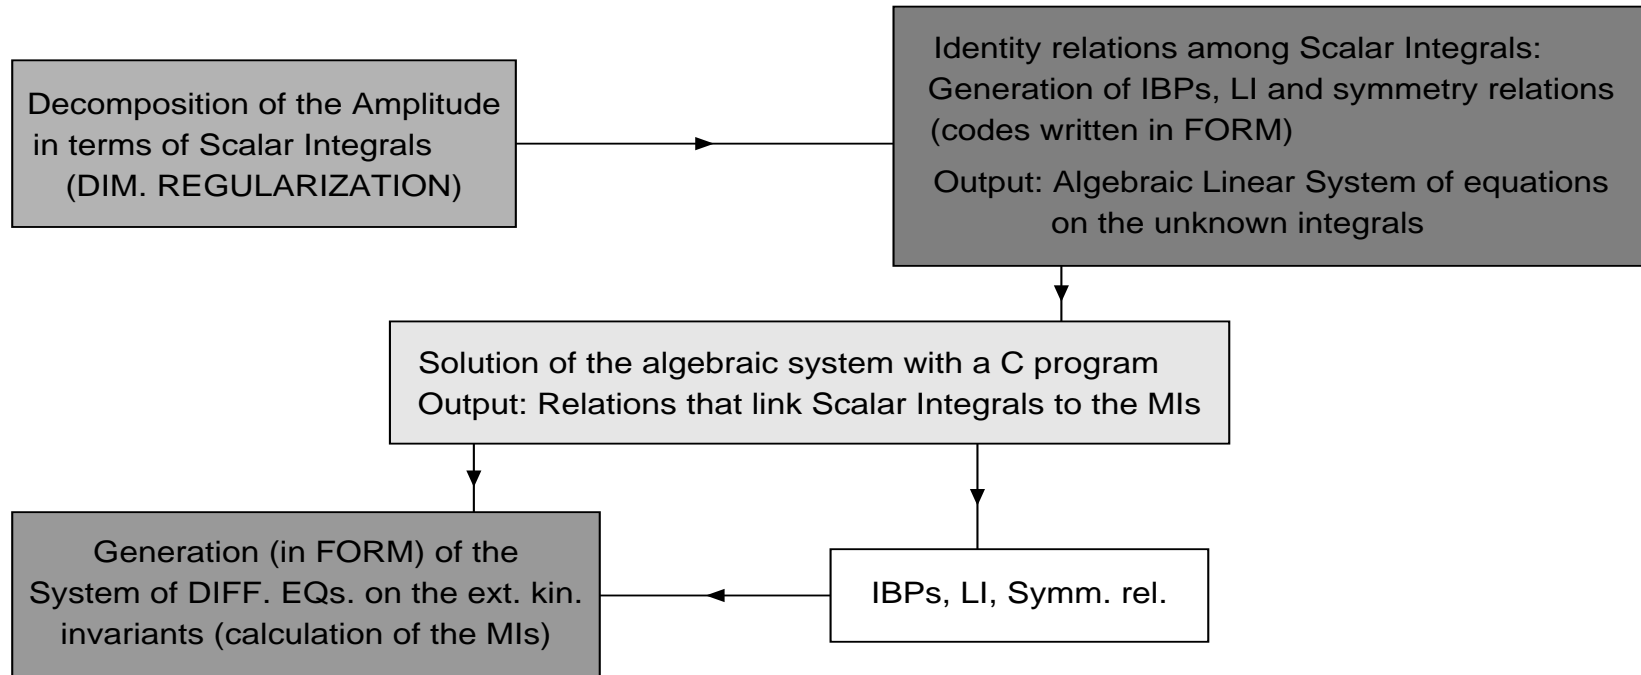 Decomposition of the Amplitude
in terms of Scalar Integrals
(DIM. REGULARIZATION)
Identity relations among Scalar Integrals:
Generation of IBPs, LI and symmetry relations
(codes written in FORM)
Output: Algebraic Linear System of equations
on the unknown integrals
Solution of the algebraic system with a C program
Output: Relations that link Scalar Integrals to the MIs
Generation (in FORM) of the
System of DIFF. EQs. on the ext. kin.
invariants (calculation of the MIs)
IBPs, LI, Symm. rel.